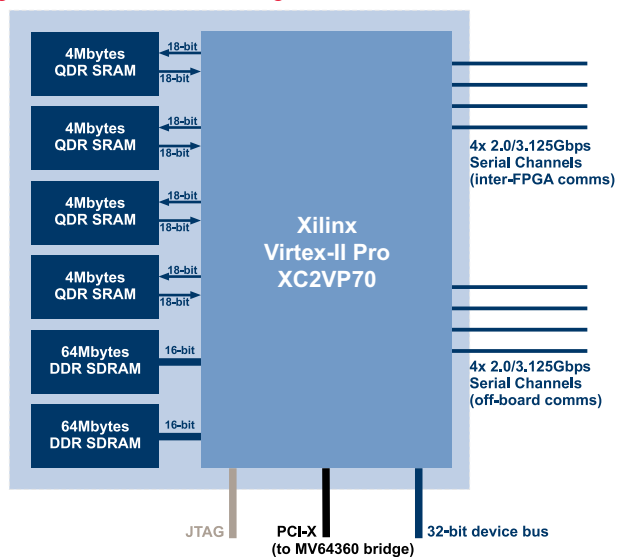 4Mbytes
QDR SRAM
18-bit
18-bit
4Mbytes
QDR SRAM
18-bit
18-bit
4Mbytes
QDR SRAM
18-bit
18-bit
4Mbytes
QDR SRAM
18-bit
18-bit
64Mbytes
DDR SDRAM
16-bit
64Mbytes
DDR SDRAM
16-bit
Xilinx
Virtex-II Pro
XC2VP70
4x 2.0/3.125Gbps
Serial Channels
(inter-FPGA comms)
4x 2.0/3.125Gbps
Serial Channels
(off-board comms)
JTAG
PCI-X
(to MV64360 bridge)
32-bit device bus